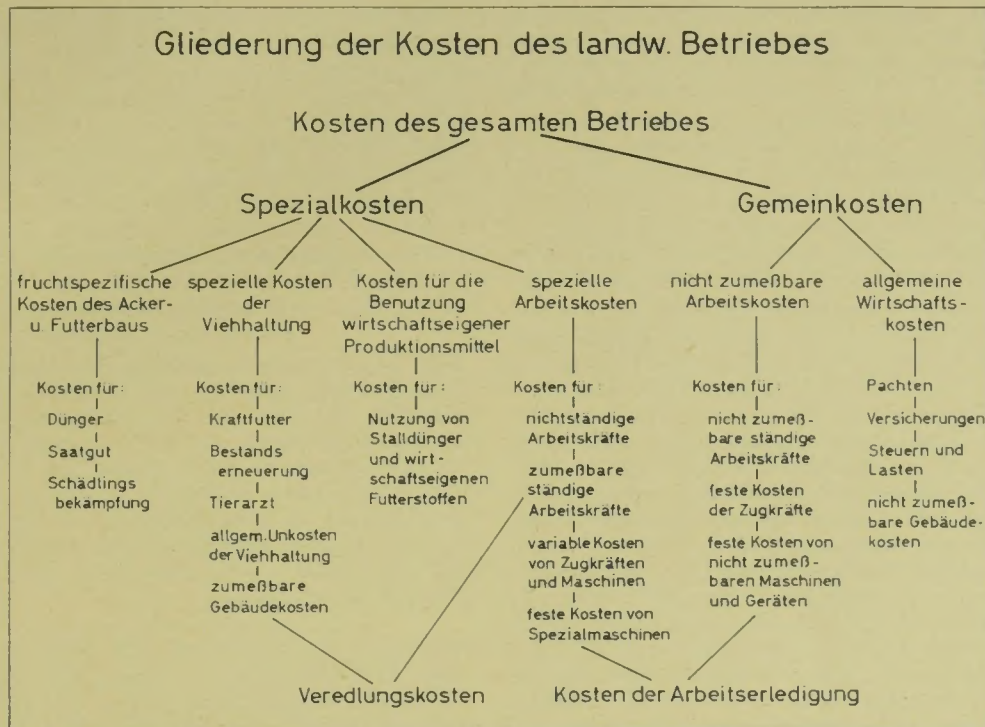 Gliederung der Kosten des landw. Betriebes
Kosten des gesamten Betriebes
Spezialkosten
Gemeinkosten
fruchtspezifische
Kosten des Acker-
u. Futterbaus
Kosten für:
Dünger
Saatgut
Schädlings
bekämpfung
spezielle Kosten
der
Viehhaltung
Kosten für:
Kraftfutter
Bestands
erneuerung
Tierarzt
allgem. Unkosten
der Viehhaltung
zumeßbare
Gebäudekosten
Kosten für die
Benutzung
wirtschaftseigener
Produktionsmittel
Kosten für:
Nutzung von
Stalldünger
und wirt-
schaftseigenen
Futterstoffen
spezielle
Arbeitskosten
Kosten für:
nichtständige
Arbeitskräfte
zumeßbare
ständige
Arbeitskräfte
variable Kosten
von Zugkräften
und Maschinen
feste Kosten von
Spezialmaschinen
nicht zumeßbare
Arbeitskosten
Kosten für:
nicht zumeß-
bare ständige
Arbeitskräfte
feste Kosten
der Zugkräfte
feste Kosten von
nicht zumeß-
baren Maschinen
und Geräten
allgemeine
Wirtschafts-
kosten
Pachten
Versicherungen
Steuern und
Lasten
nicht zumeß-
bare Gebäude-
kosten
Veredlungskosten
Kosten der Arbeitserledigung